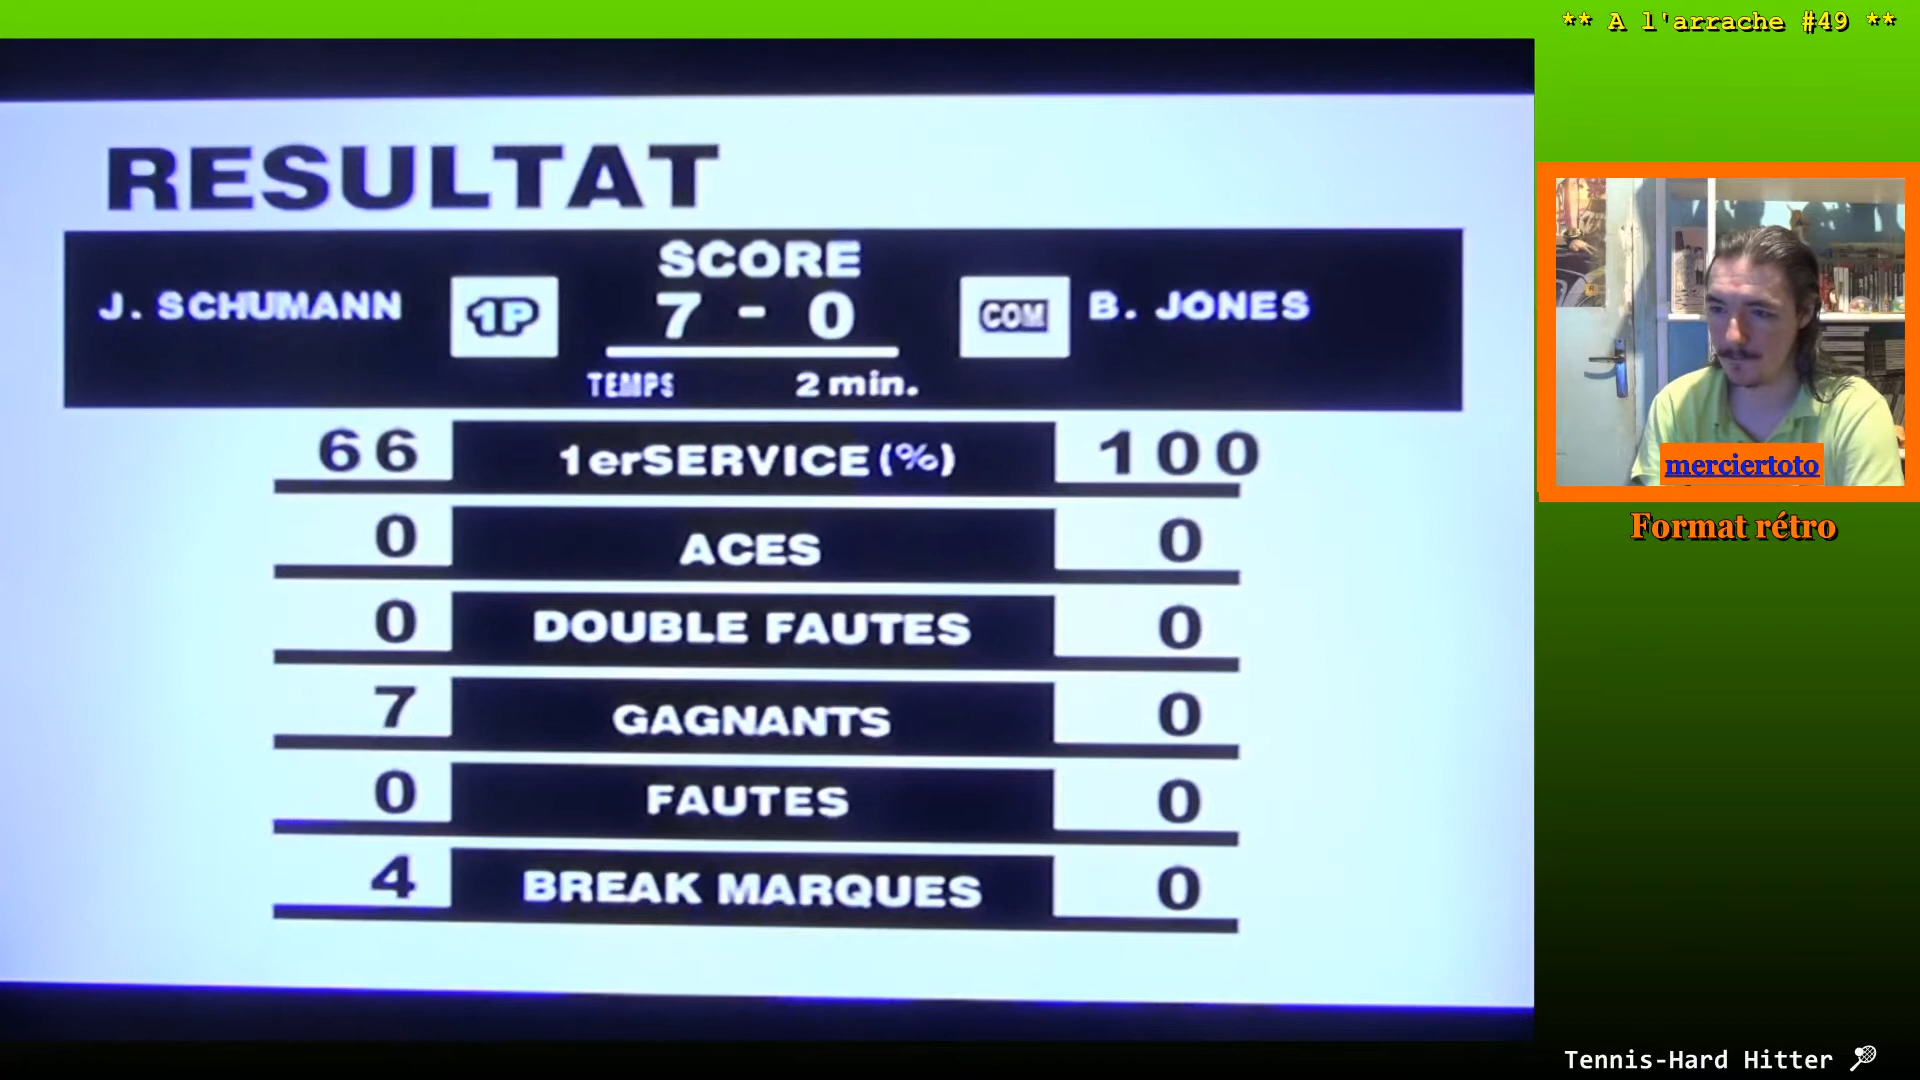 ** A l'arrache #49 **
RESULTAT
SCORE
J. SCHUMANN 1P 7 - 0 COM B. JONES
TEMPS 2 min.
66 1erSERVICE(%) 100
0 ACES 0
0 DOUBLE FAUTES 0
7 GAGNANTS 0
0 FAUTES 0
4 BREAK MARQUES 0
merciertoto
Format rétro
Tennis-Hard Hitter